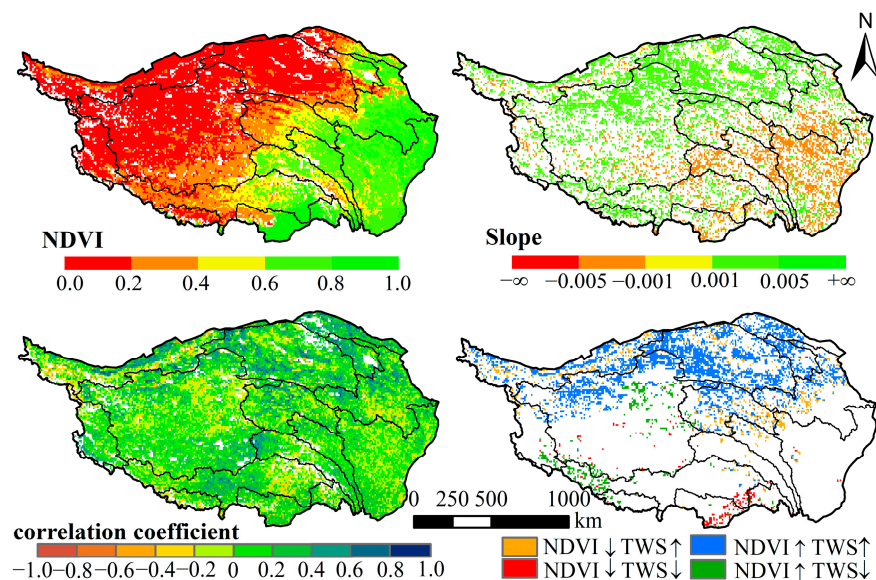 N
NDVI
0.0 0.2 0.4 0.6 0.8 1.0
Slope
−∞ −0.005 −0.001 0.001 0.005 +∞
correlation coefficient
−1.0 −0.8 −0.6 −0.4 −0.2 0 0.2 0.4 0.6 0.8 1.0
0 250 500 1000
km
NDVI ↓ TWS ↑ NDVI ↑ TWS ↑
NDVI ↓ TWS ↓ NDVI ↑ TWS ↓